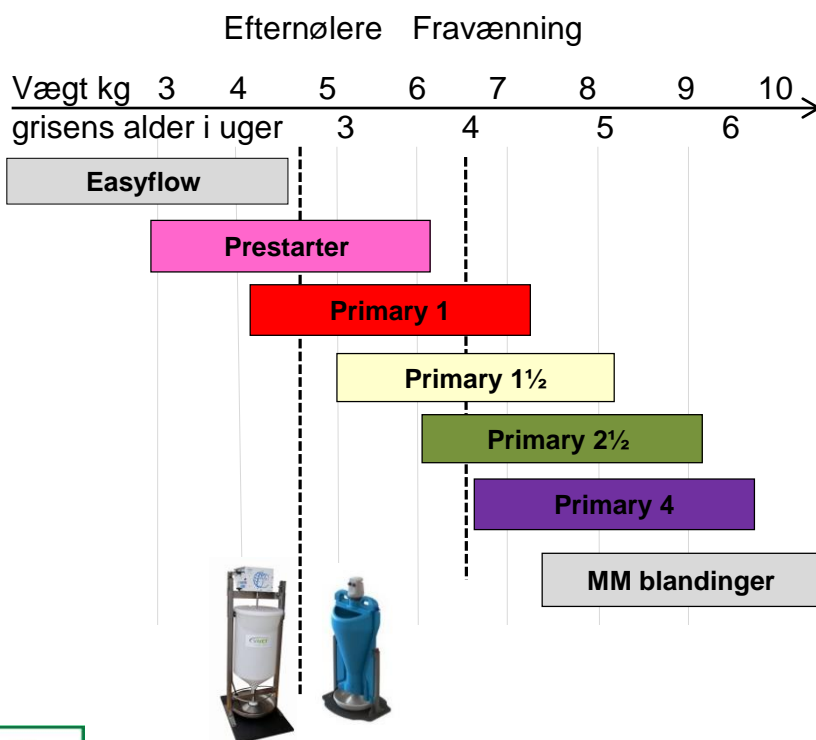 Efternølere Fravænning
Vægt kg 3 4 5 6 7 8 9 10
grisens alder i uger 3 4 5 6
Easyflow
Prestarter
Primary 1
Primary 1½
Primary 2½
Primary 4
MM blandinger